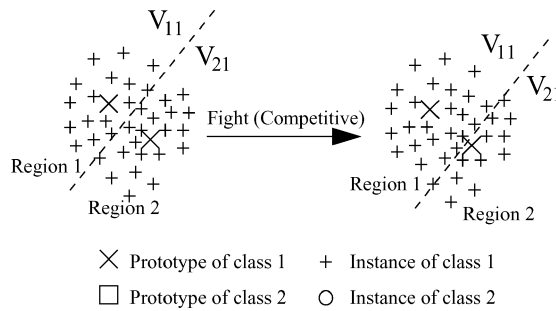 V11
V21
Region 1
Region 2
Fight (Competitive)
V11
V21
Region 1
Region 2
Prototype of class 1
Instance of class 1
Prototype of class 2
Instance of class 2